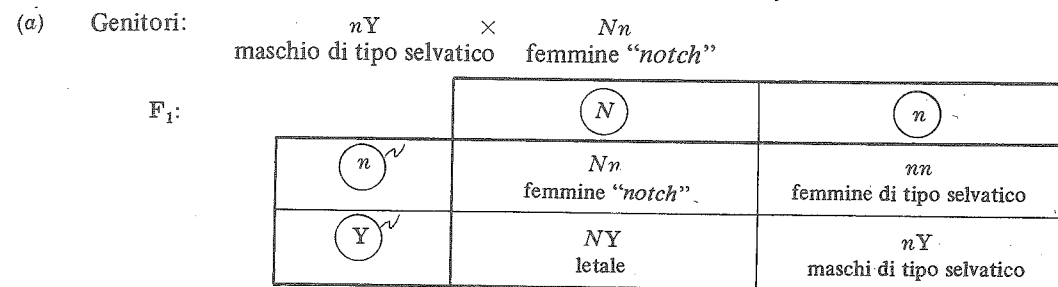 (a) Genitori: nY × Nn
maschio di tipo selvatico femmine “notch”
F₁: N n
n Nn nn
femmine “notch” femmine di tipo selvatico
Y NY nY
letale maschi di tipo selvatico